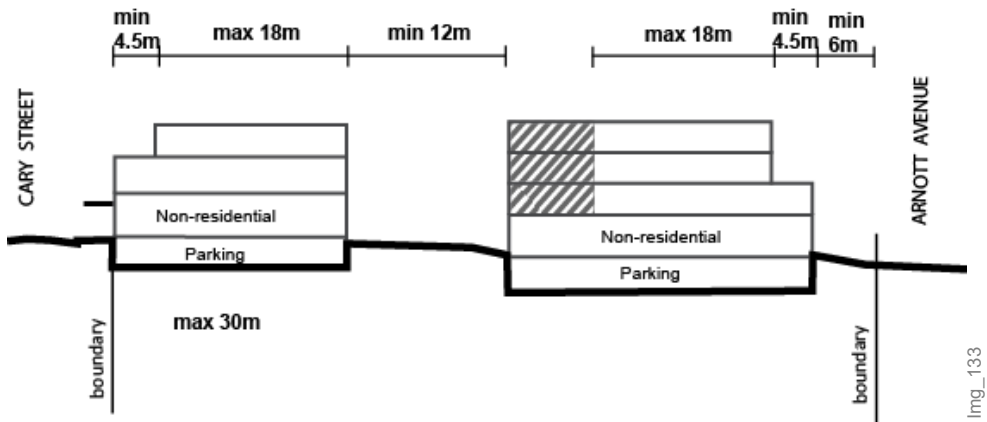 min
4.5m
max 18m
min 12m
max 18m
min
4.5m
min
6m
CARY STREET
ARNOTT AVENUE
Non-residential
Parking
Non-residential
Parking
max 30m
boundary
boundary
Img_133